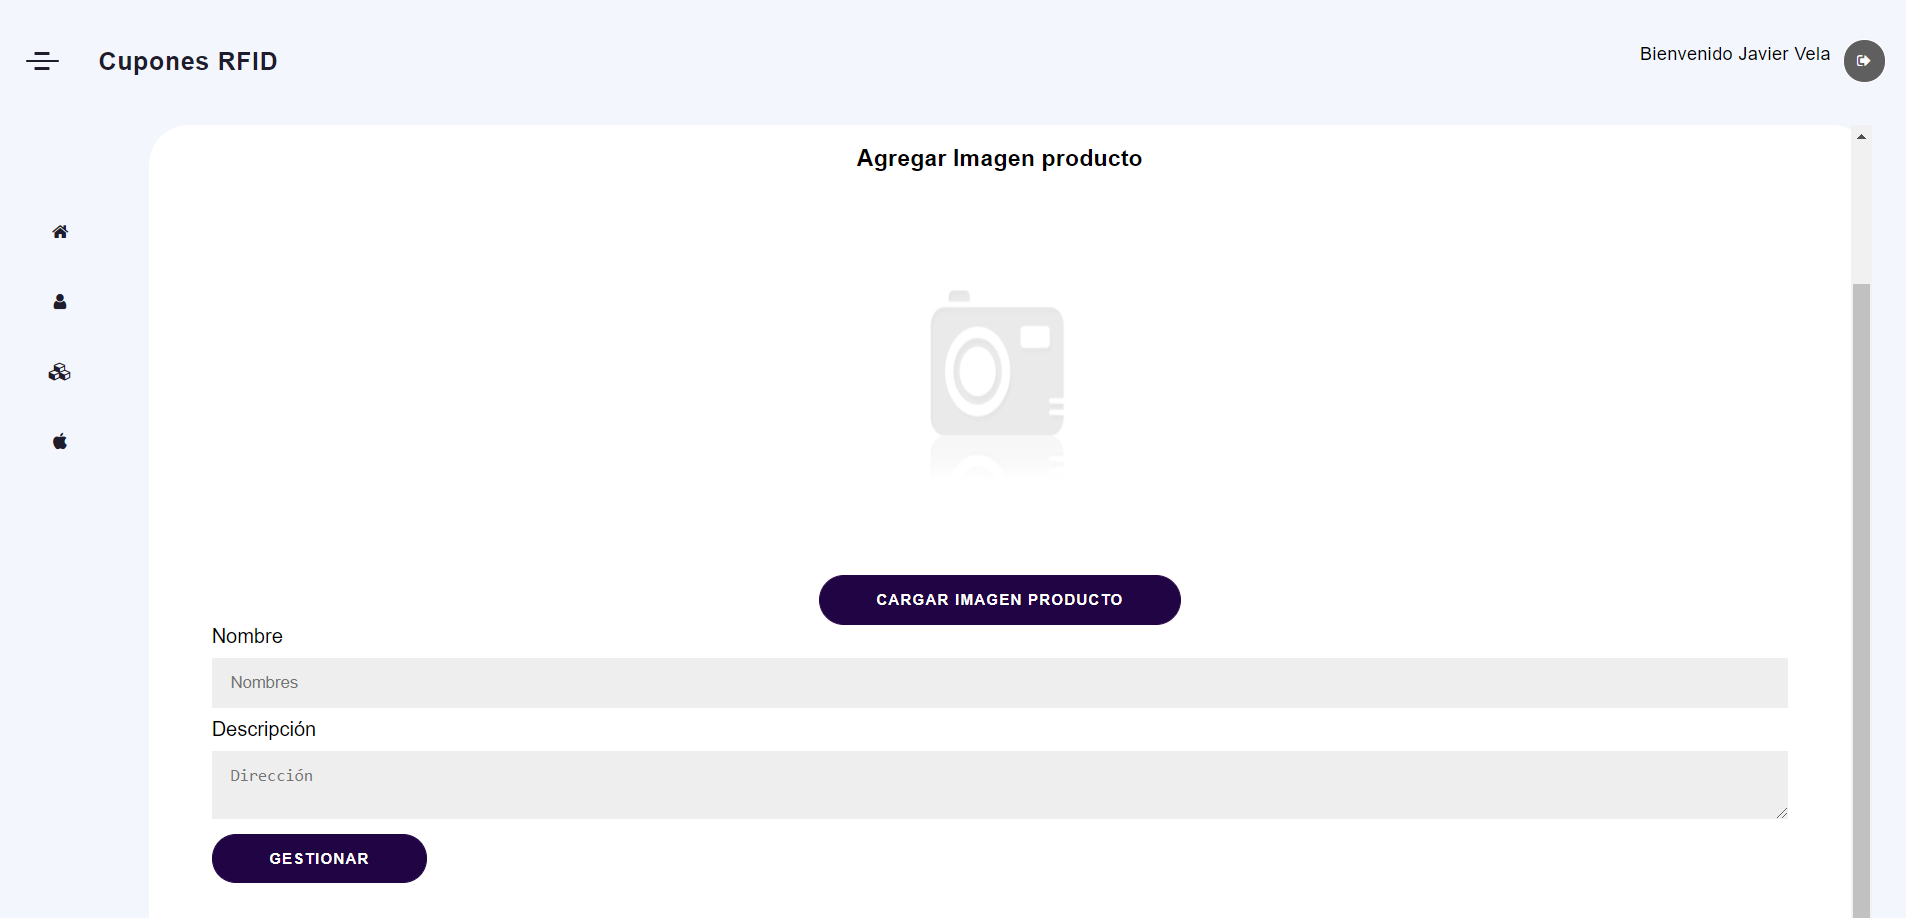 Cupones RFID
Bienvenido Javier Vela
Agregar Imagen producto
CARGAR IMAGEN PRODUCTO
Nombre
Nombres
Descripción
Dirección
GESTIONAR